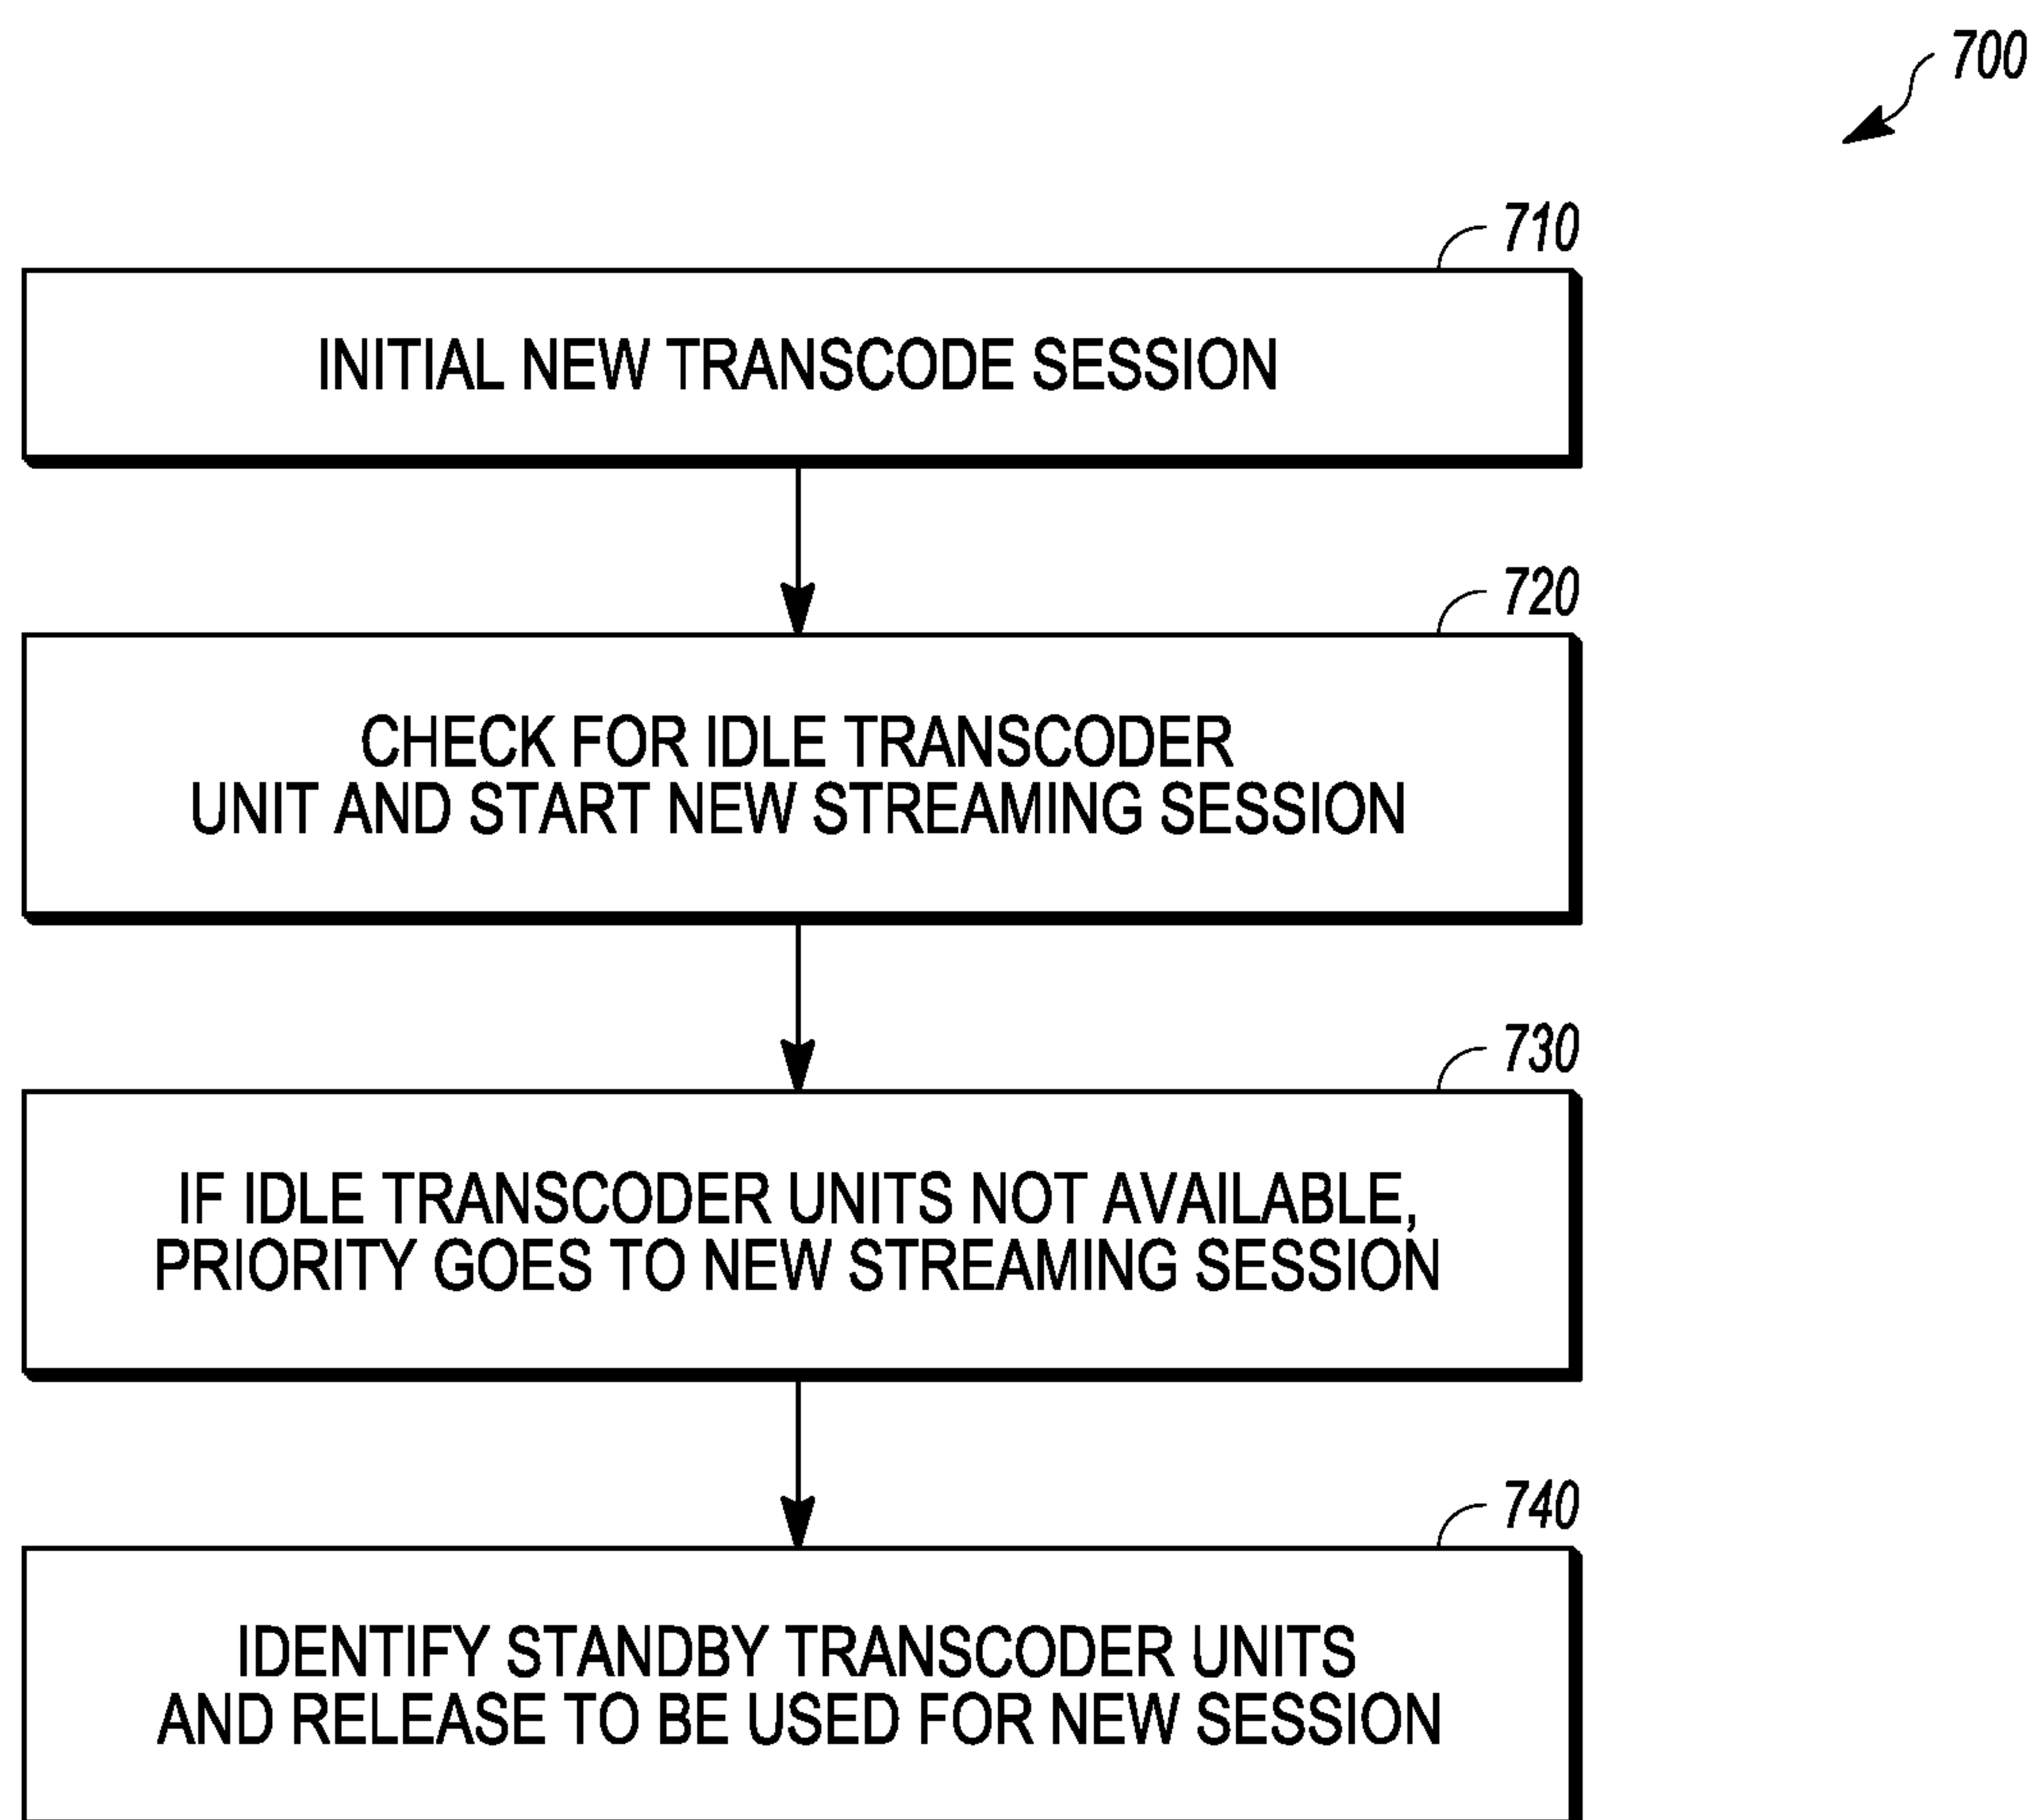 700
710
INITIAL NEW TRANSCODE SESSION
720
CHECK FOR IDLE TRANSCODER
UNIT AND START NEW STREAMING SESSION
730
IF IDLE TRANSCODER UNITS NOT AVAILABLE,
PRIORITY GOES TO NEW STREAMING SESSION
740
IDENTIFY STANDBY TRANSCODER UNITS
AND RELEASE TO BE USED FOR NEW SESSION